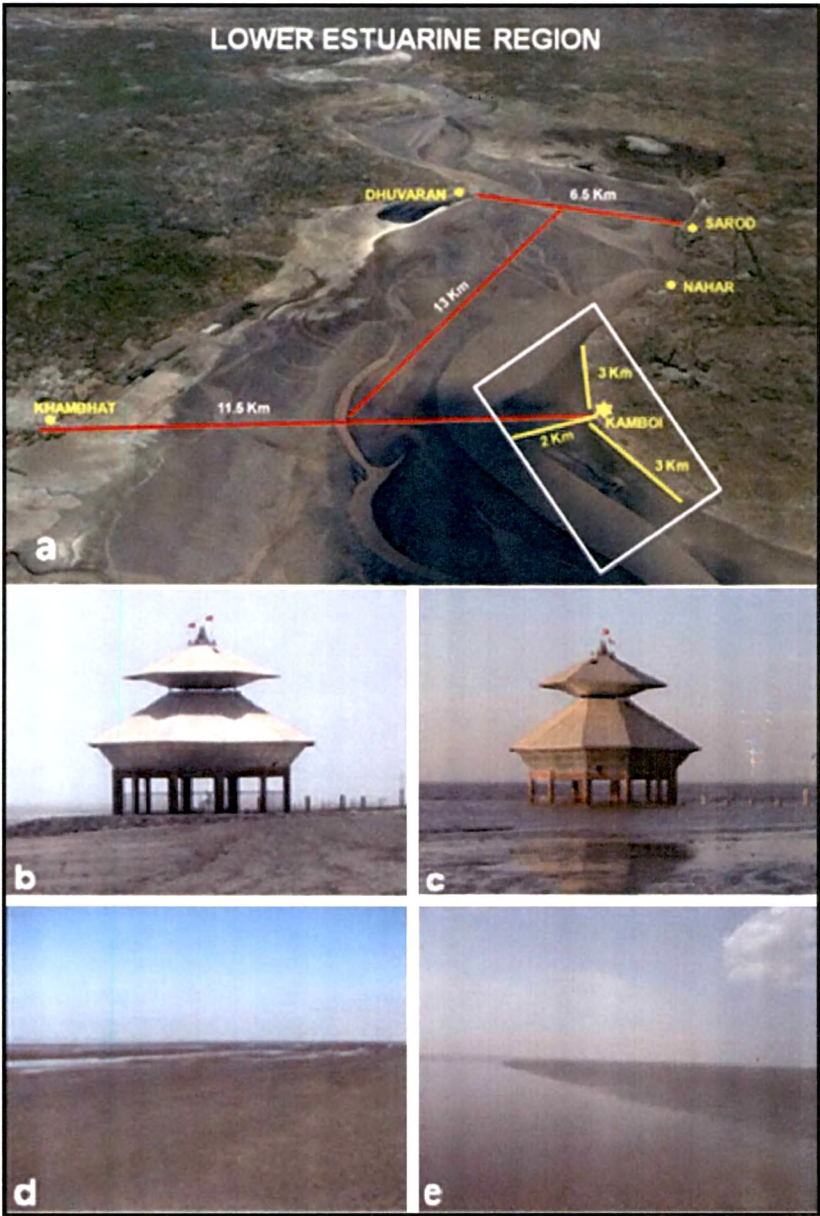 LOWER ESTUARINE REGION
DHUVARAN
6.5 Km
SAROD
NAHAR
13 Km
3 Km
KHAMBHAT
11.5 Km
KAMBOI
2 Km
3 Km
a
b
c
d
e